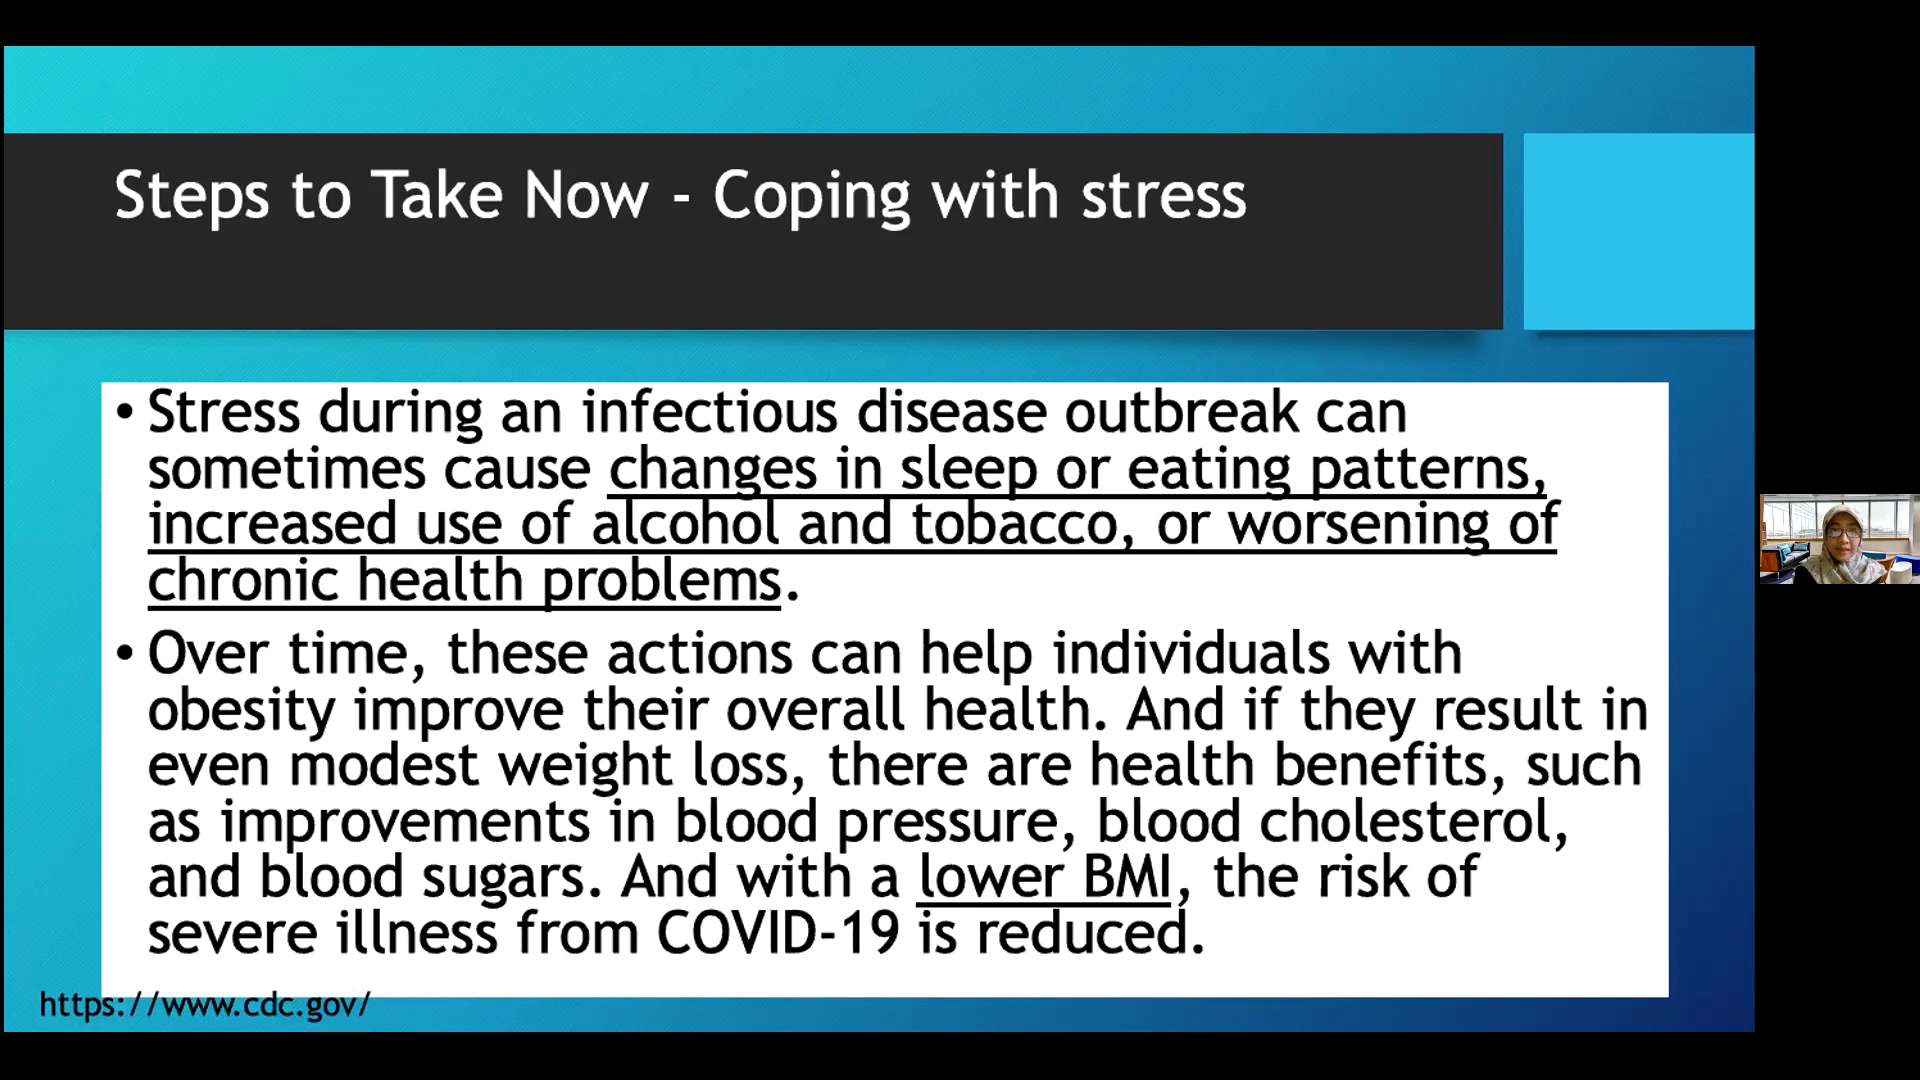 Steps to Take Now - Coping with stress
• Stress during an infectious disease outbreak can
sometimes cause changes in sleep or eating patterns,
increased use of alcohol and tobacco, or worsening of
chronic health problems.
• Over time, these actions can help individuals with
obesity improve their overall health. And if they result in
even modest weight loss, there are health benefits, such
as improvements in blood pressure, blood cholesterol,
and blood sugars. And with a lower BMI, the risk of
severe illness from COVID-19 is reduced.
https://www.cdc.gov/